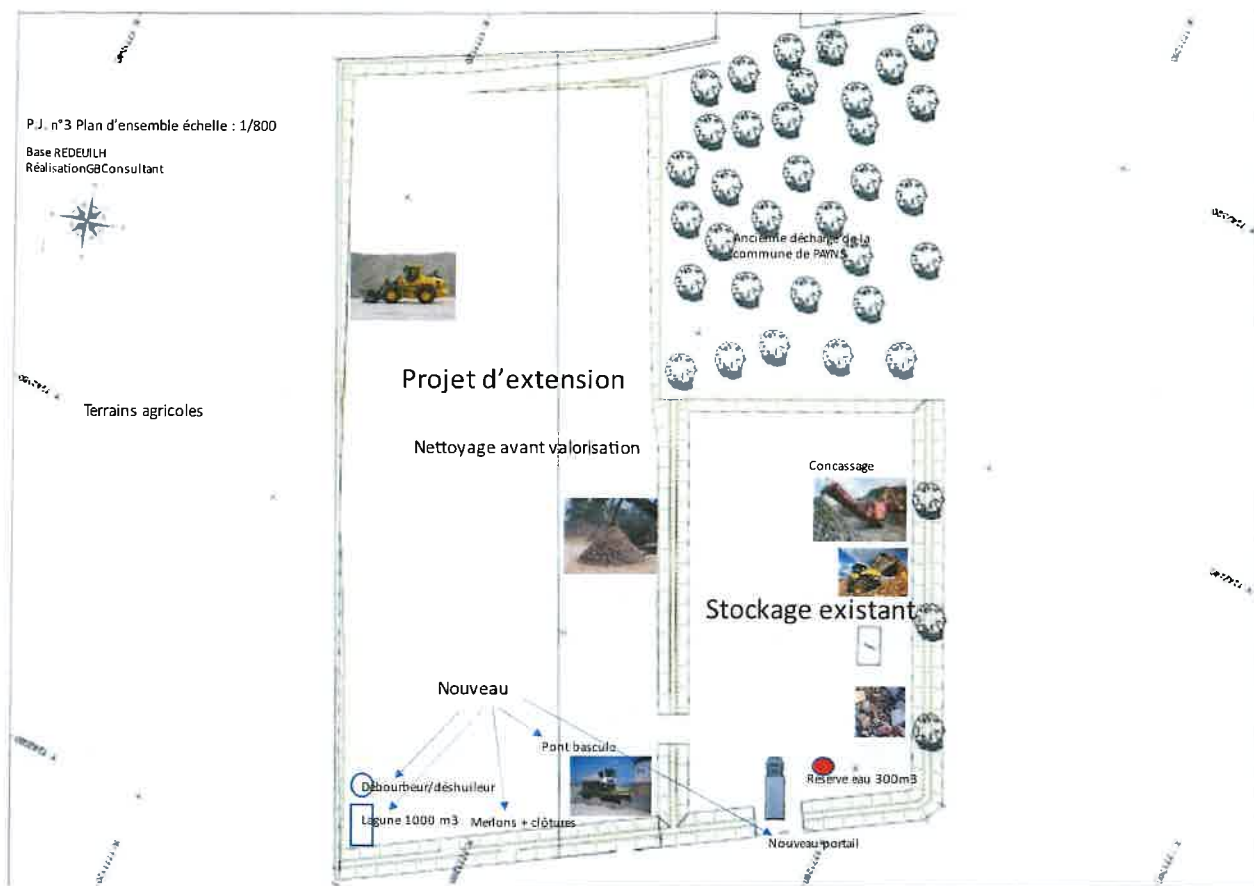 P.J. n°3 Plan d'ensemble échelle : 1/800
Base REDEUILH
RéalisationGBConsultant
Ancienne décharge de la
commune de PAYNS
Projet d'extension
Terrains agricoles
Nettoyage avant valorisation
Concassage
Stockage existant
Nouveau
Pont bascule
Débourbeur/déshuileur
Réserve eau 300m3
Lagune 1000 m3
Merlons + clôtures
Nouveau portail